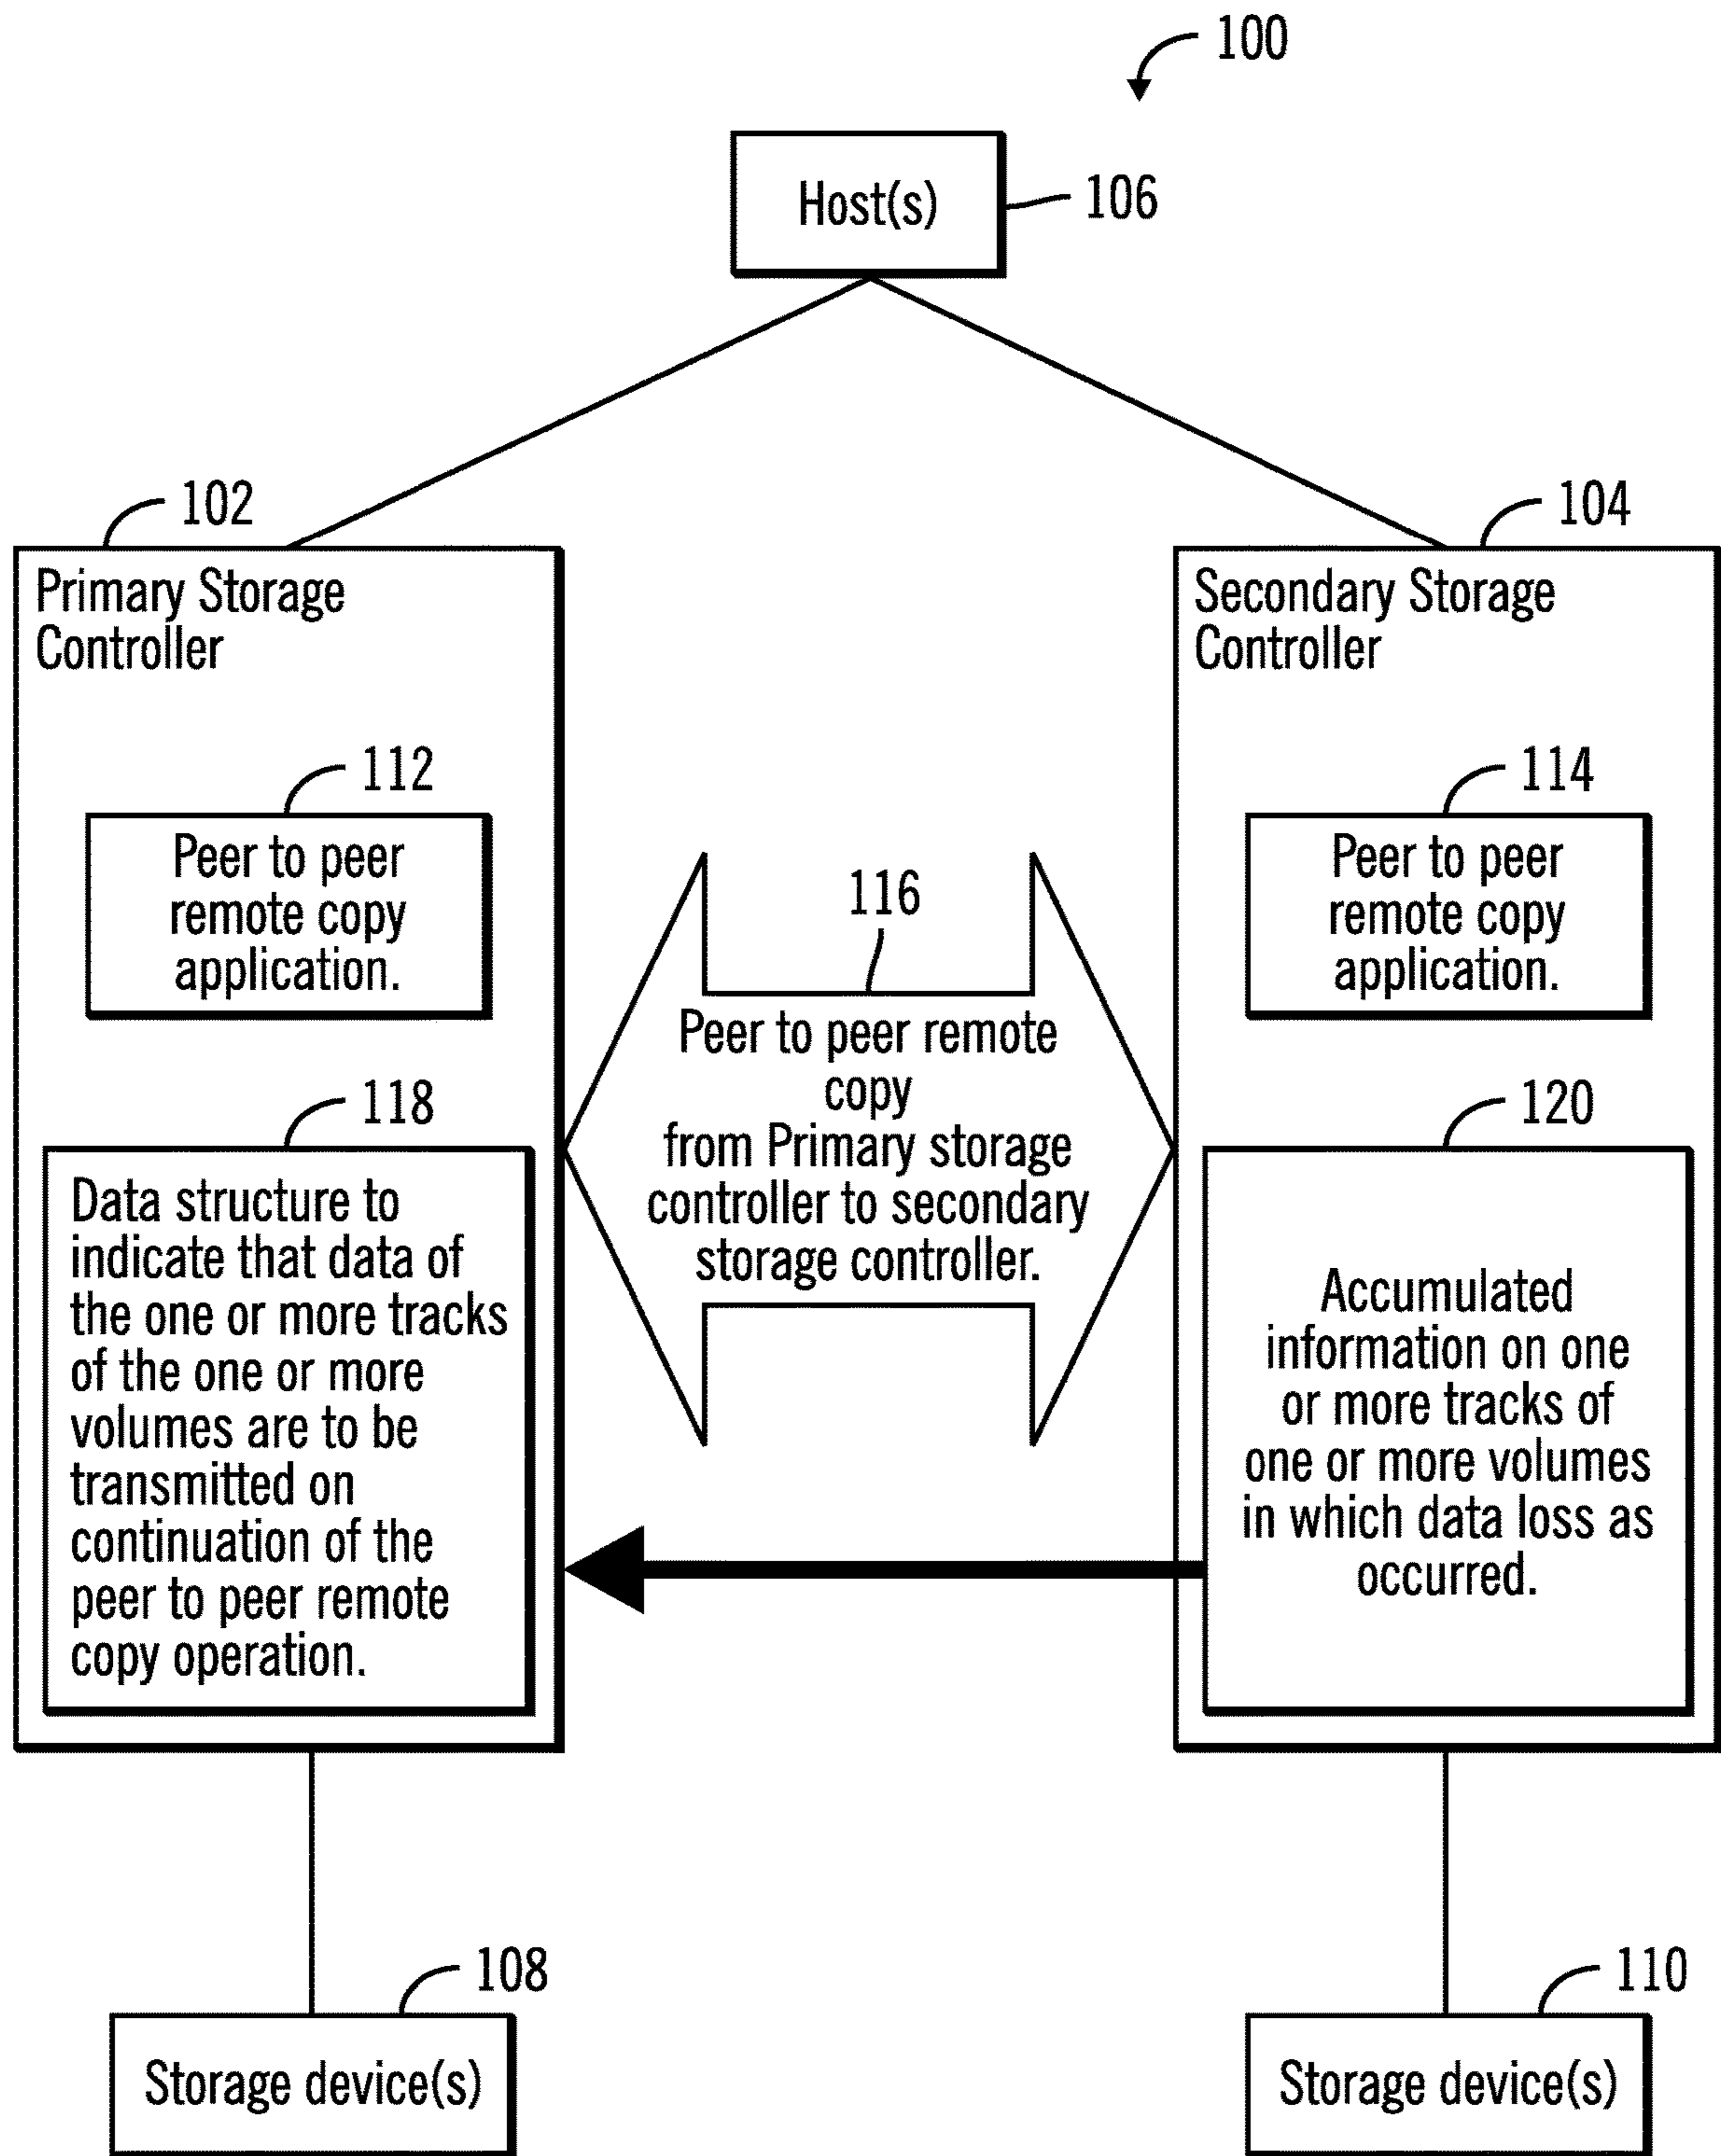 100
Host(s)
106
102
Primary Storage
Controller
112
Peer to peer
remote copy
application.
118
Data structure to
indicate that data of
the one or more tracks
of the one or more
volumes are to be
transmitted on
continuation of the
peer to peer remote
copy operation.
116
Peer to peer remote
copy
from Primary storage
controller to secondary
storage controller.
104
Secondary Storage
Controller
114
Peer to peer
remote copy
application.
120
Accumulated
information on one
or more tracks of
one or more volumes
in which data loss as
occurred.
108
Storage device(s)
110
Storage device(s)